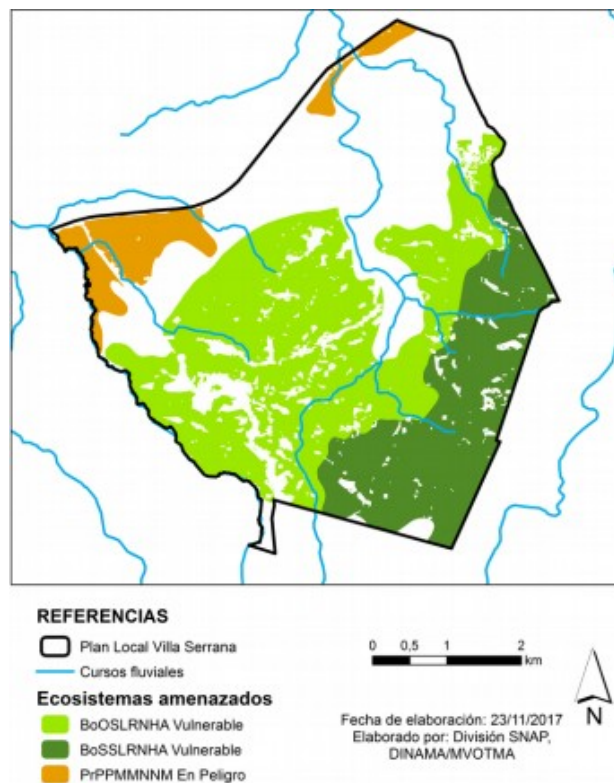 REFERENCIAS
Plan Local Villa Serrana
Cursos fluviales
Ecosistemas amenazados
BoOSLRNHA Vulnerable
BoSSLRNHA Vulnerable
PrPPMMNNM En Peligro
0 0,5 1 2
km
Fecha de elaboración: 23/11/2017
Elaborado por: División SNAP,
DINAMA/MVOTMA
N